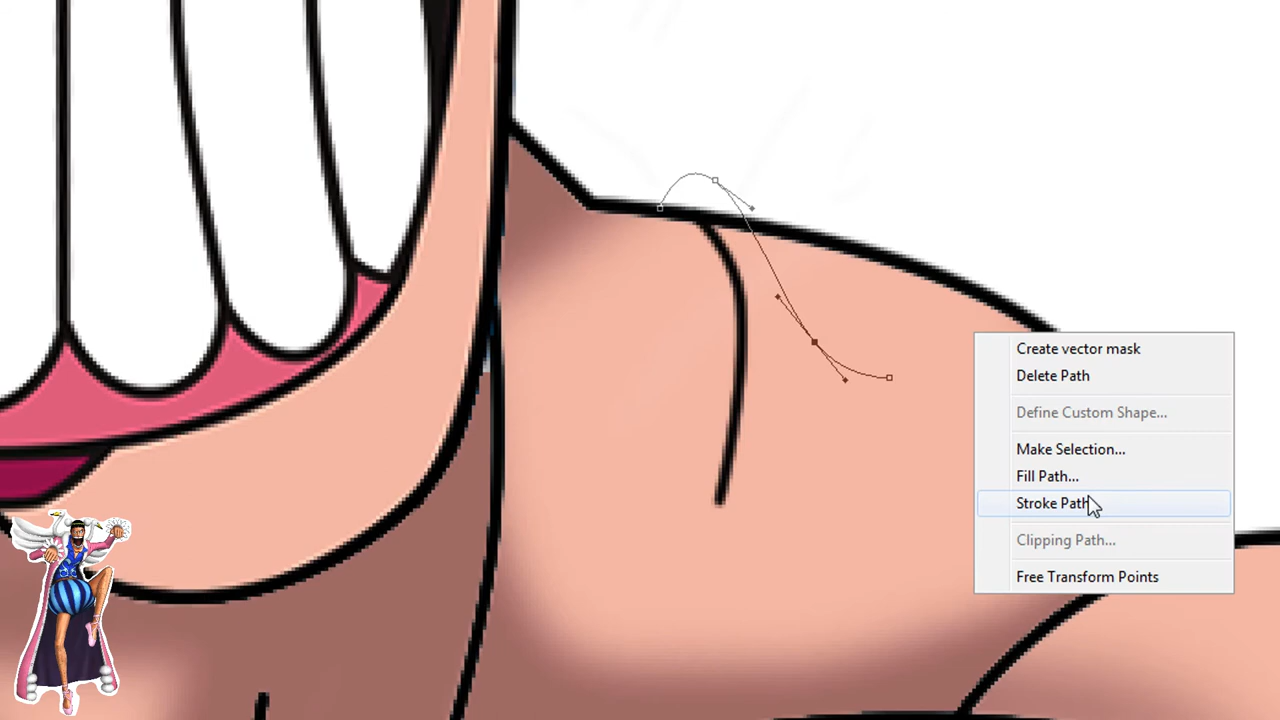 Create vector mask
Delete Path
Define Custom Shape...
Make Selection...
Fill Path...
Stroke Path
Clipping Path...
Free Transform Points